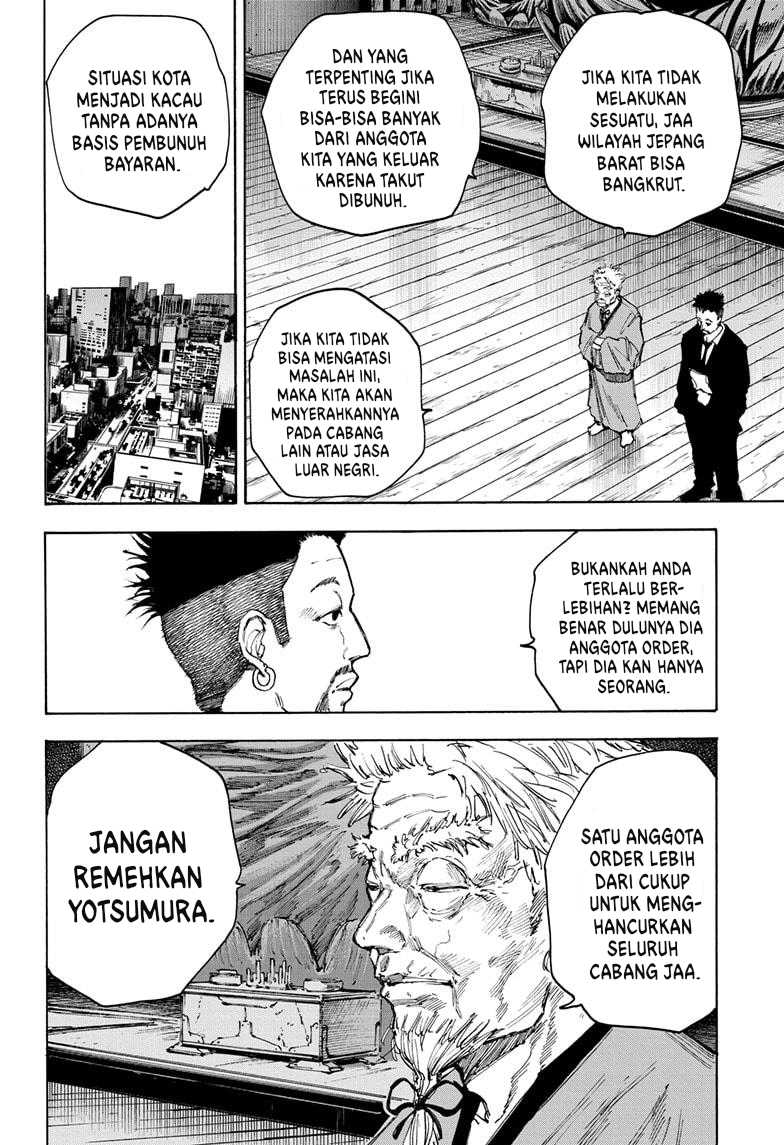 JIKA KITA TIDAK
MELAKUKAN
SESUATU, JAA
WILAYAH JEPANG
BARAT BISA
BANGKRUT.
DAN YANG
TERPENTING JIKA
TERUS BEGINI
BISA-BISA BANYAK
DARI ANGGOTA
KITA YANG KELUAR
KARENA TAKUT
DIBUNUH.
JIKA KITA TIDAK
BISA MENGATASI
MASALAH INI,
MAKA KITA AKAN
MENYERAHKANNYA
PADA CABANG
LAIN ATAU JASA
LUAR NEGRI.
SITUASI KOTA
MENJADI KACAU
TANPA ADANYA
BASIS PEMBUNUH
BAYARAN.
BUKANKAH ANDA
TERLALU BER-
LEBIHAN? MEMANG
BENAR DULUNYA DIA
ANGGOTA ORDER,
TAPI DIA KAN HANYA
SEORANG.
SATU ANGGOTA
ORDER LEBIH
DARI CUKUP
UNTUK MENG-
HANCURKAN
SELURUH
CABANG JAA.
JANGAN
REMEHKAN
YOTSUMURA.